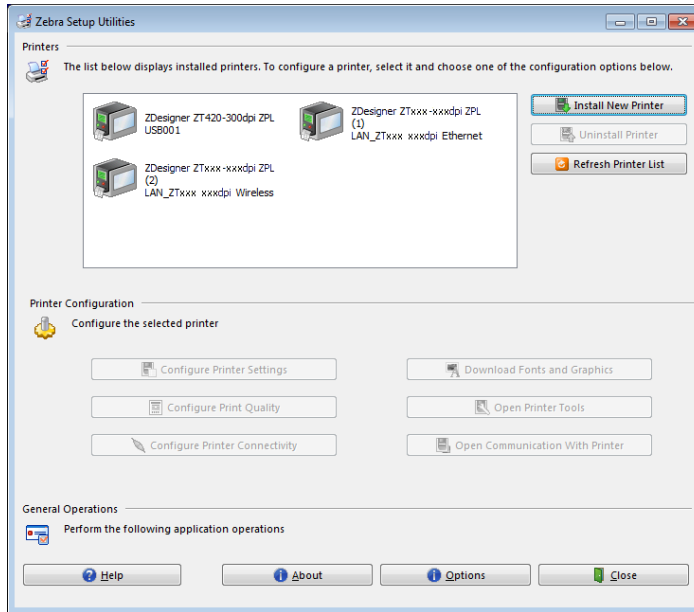 Zebra Setup Utilities
Printers
The list below displays installed printers. To configure a printer, select it and choose one of the configuration options below.
ZDesigner ZT420-300dpi ZPL
USB001
ZDesigner ZTxxx-xxxdpi ZPL
(1)
LAN_ZTxxx xxxdpi Ethernet
ZDesigner ZTxxx-xxxdpi ZPL
(2)
LAN_ZTxxx xxxdpi Wireless
Install New Printer
Uninstall Printer
Refresh Printer List
Printer Configuration
Configure the selected printer
Configure Printer Settings
Download Fonts and Graphics
Configure Print Quality
Open Printer Tools
Configure Printer Connectivity
Open Communication With Printer
General Operations
Perform the following application operations
Help
About
Options
Close